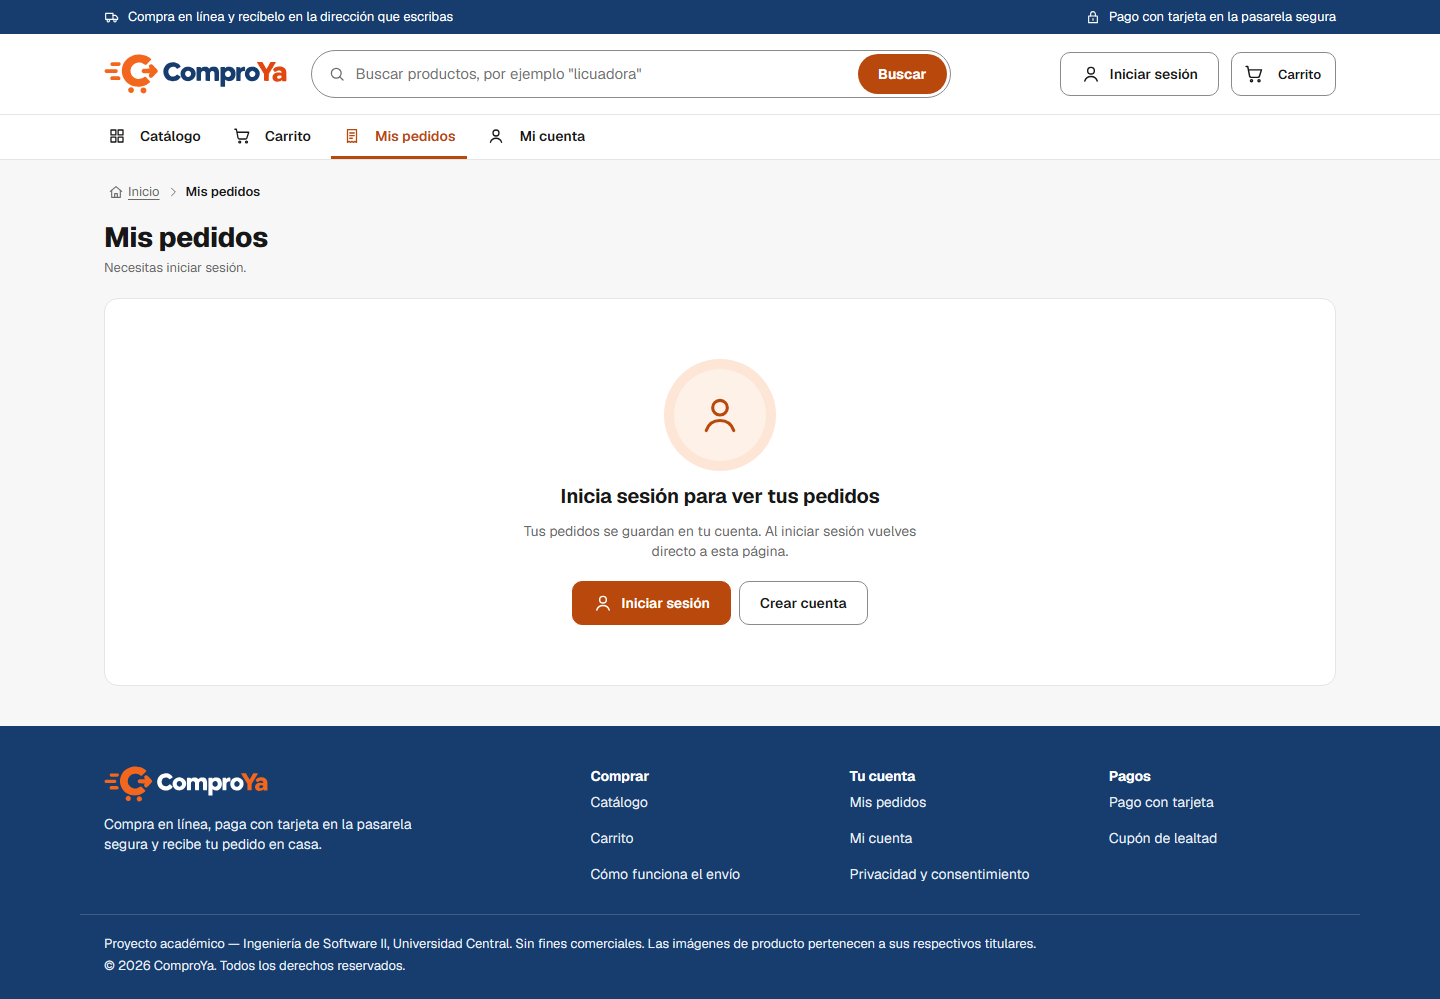 Compra en línea y recíbelo en la dirección que escribas
Pago con tarjeta en la pasarela segura
ComproYa
Buscar productos, por ejemplo "licuadora"
Buscar
Iniciar sesión
Carrito
Catálogo
Carrito
Mis pedidos
Mi cuenta
Inicio
Mis pedidos
Mis pedidos
Necesitas iniciar sesión.
Inicia sesión para ver tus pedidos
Tus pedidos se guardan en tu cuenta. Al iniciar sesión vuelves
directo a esta página.
Iniciar sesión
Crear cuenta
ComproYa
Compra en línea, paga con tarjeta en la pasarela
segura y recibe tu pedido en casa.
Comprar
Catálogo
Carrito
Cómo funciona el envío
Tu cuenta
Mis pedidos
Mi cuenta
Privacidad y consentimiento
Pagos
Pago con tarjeta
Cupón de lealtad
Proyecto académico — Ingeniería de Software II, Universidad Central. Sin fines comerciales. Las imágenes de producto pertenecen a sus respectivos titulares.
© 2026 ComproYa. Todos los derechos reservados.